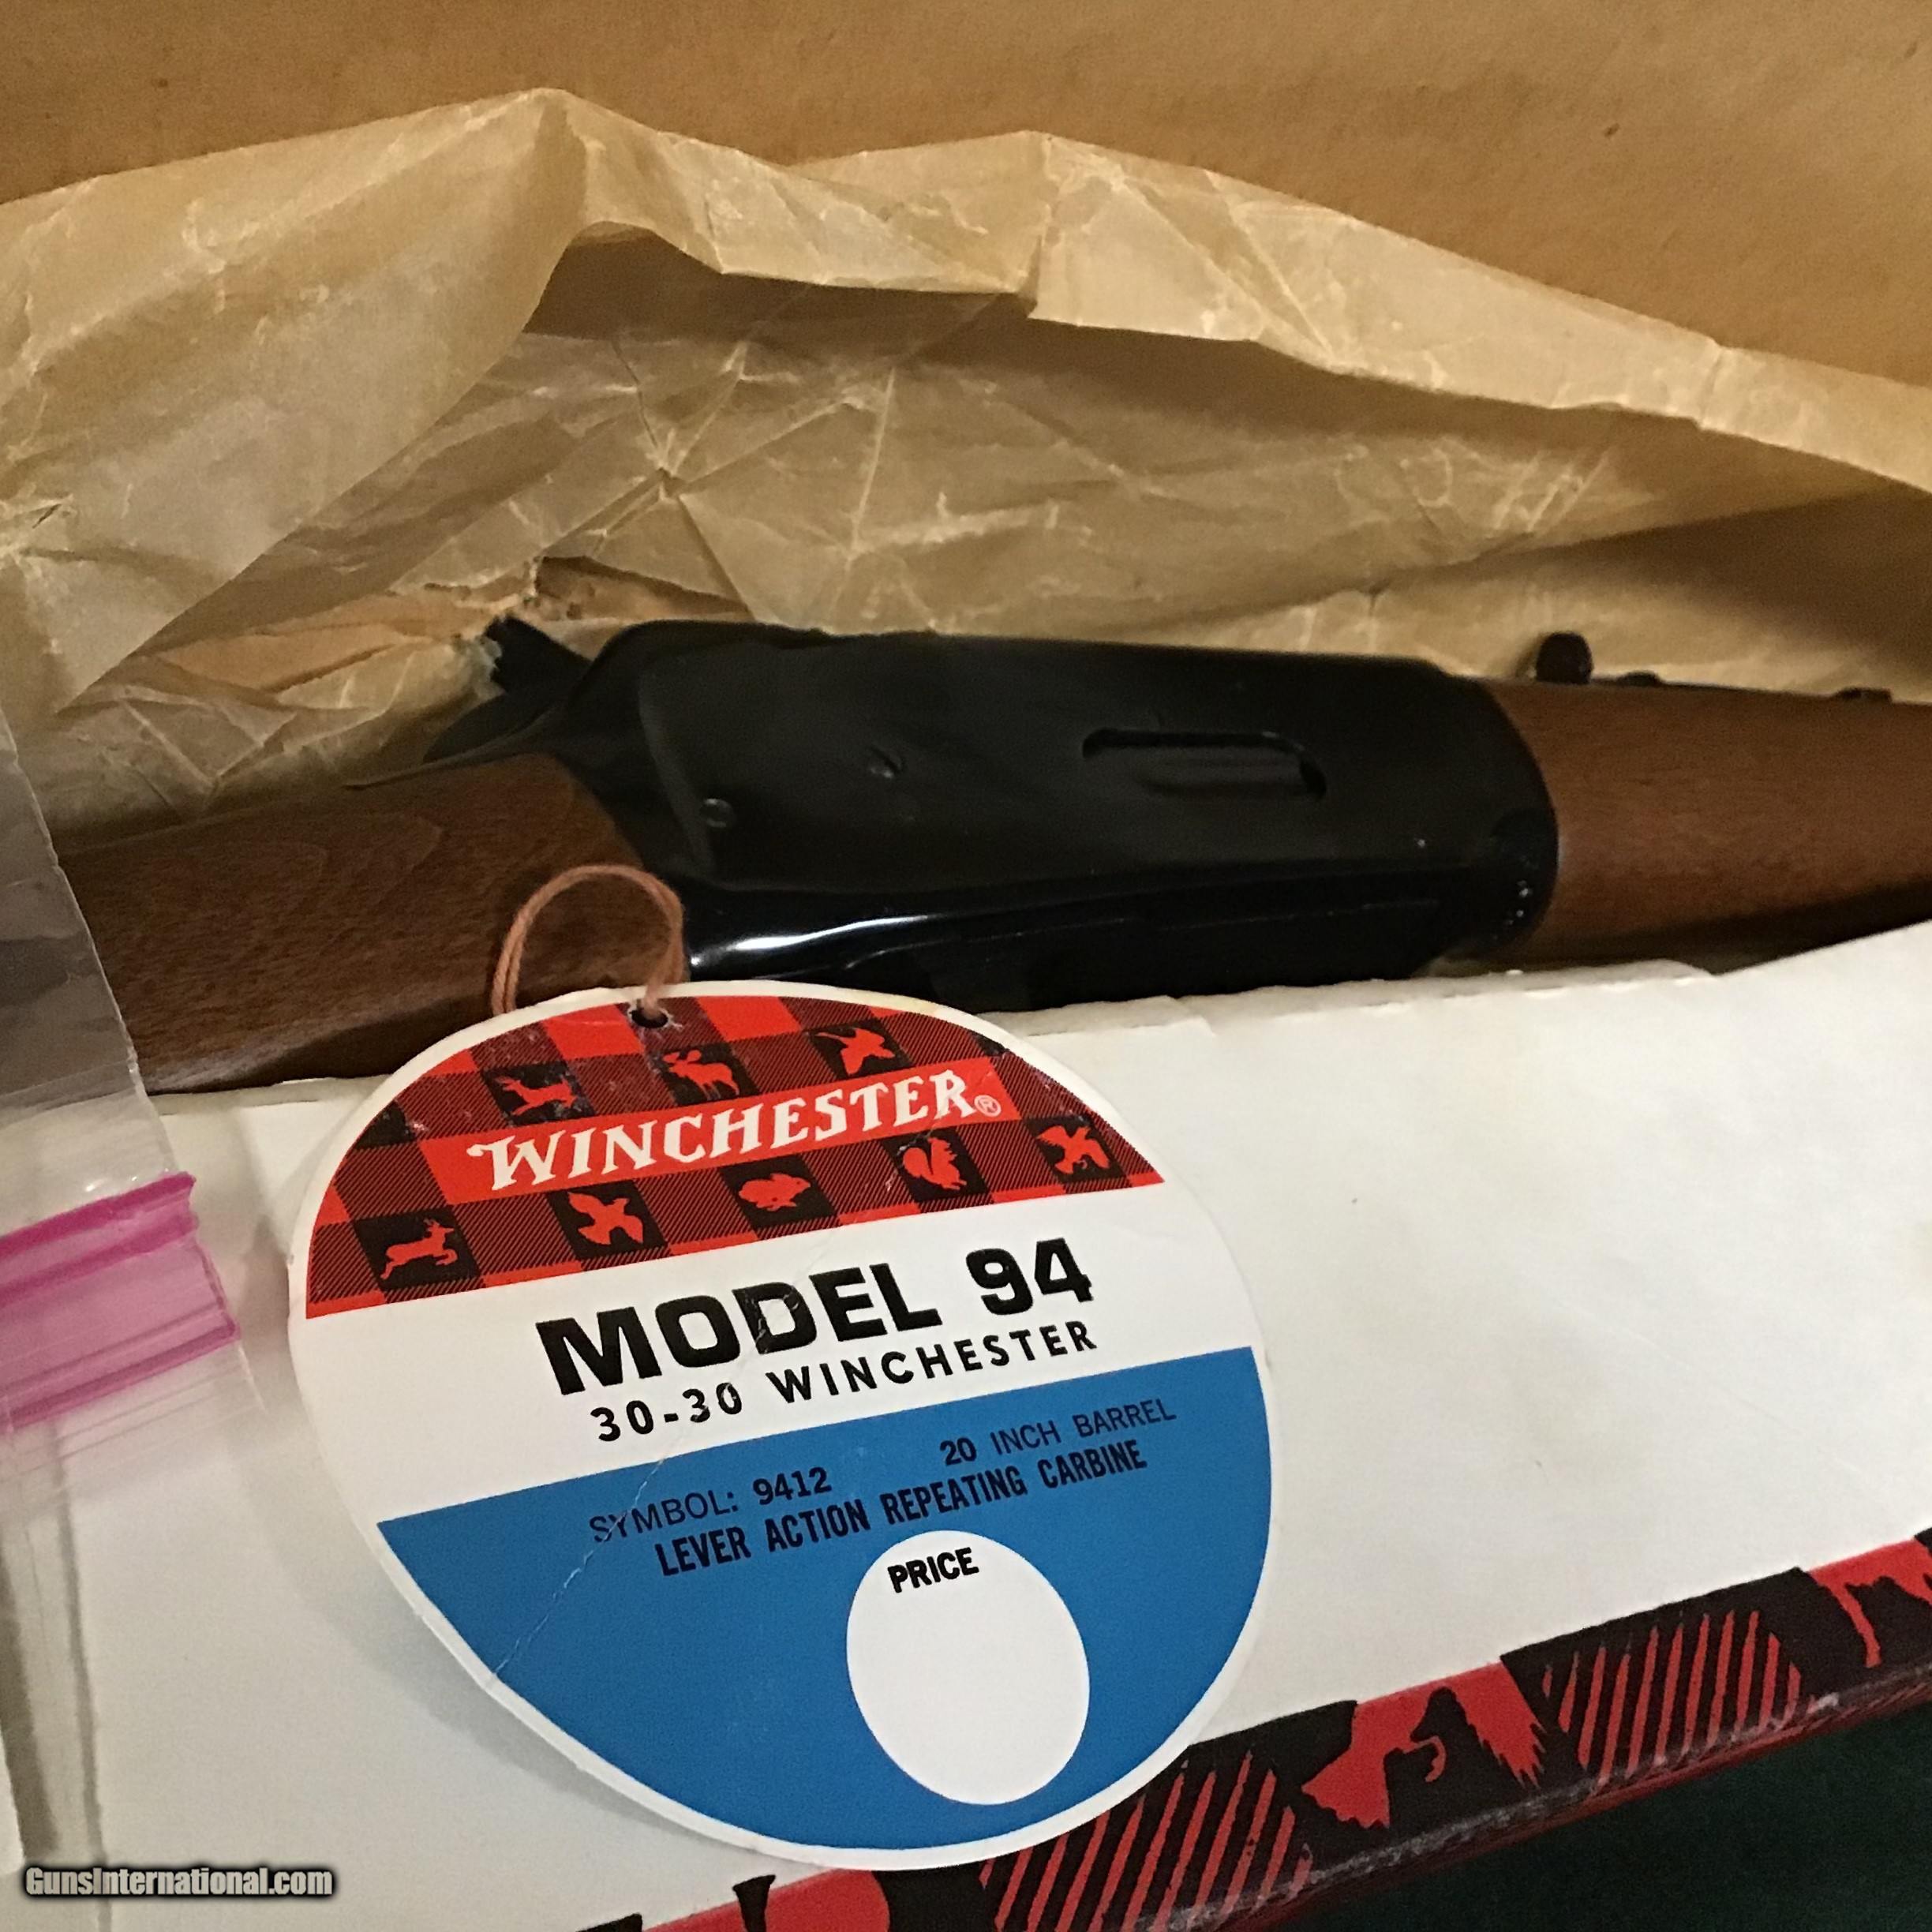 WINCHESTER®
MODEL 94
30-30 WINCHESTER
SYMBOL: 9412 20 INCH BARREL
LEVER ACTION REPEATING CARBINE
PRICE
GunsInternational.com